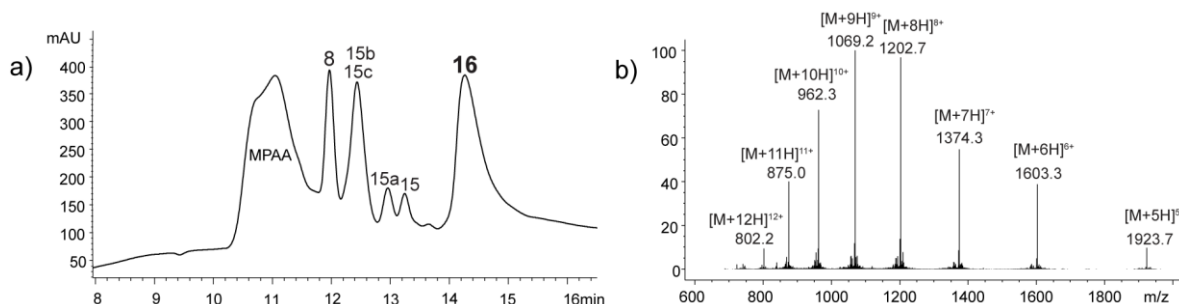 a)
mAU
400
350
300
250
200
150
100
50
MPAA
8
15b
15c
15a
15
16
8
9
10
11
12
13
14
15
16min
b)
100
80
60
40
20
0
[M+12H]¹²⁺
802.2
[M+11H]¹¹⁺
875.0
[M+10H]¹⁰⁺
962.3
[M+9H]⁹⁺
1069.2
[M+8H]⁸⁺
1202.7
[M+7H]⁷⁺
1374.3
[M+6H]⁶⁺
1603.3
[M+5H]⁵
1923.7
600
800
1000
1200
1400
1600
1800
m/z